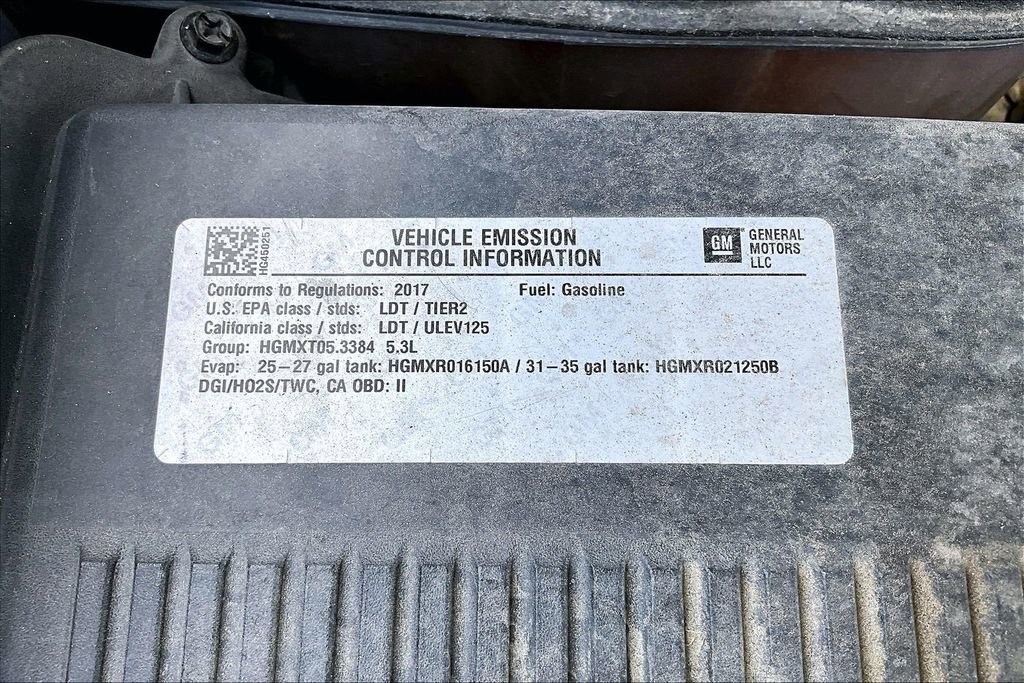 HG450251
VEHICLE EMISSION
CONTROL INFORMATION
GM
GENERAL
MOTORS
LLC
Conforms to Regulations: 2017 Fuel: Gasoline
U.S. EPA class / stds: LDT / TIER2
California class / stds: LDT / ULEV125
Group: HGMXT05.3384 5.3L
Evap: 25–27 gal tank: HGMXR016150A / 31–35 gal tank: HGMXR021250B
DGI/HO2S/TWC, CA OBD: II